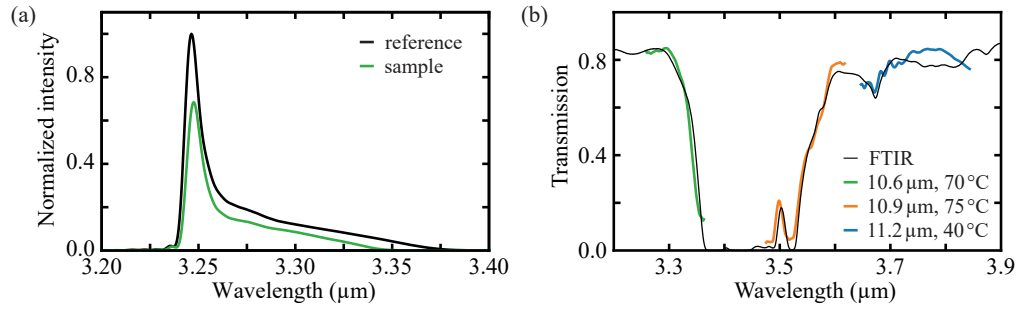 (a)
Normalized intensity
0.8
0.4
0.0
reference
sample
3.20 3.25 3.30 3.35 3.40
Wavelength (µm)
(b)
Transmission
0.8
0.4
0.0
FTIR
10.6 µm, 70 °C
10.9 µm, 75 °C
11.2 µm, 40 °C
3.3 3.5 3.7 3.9
Wavelength (µm)